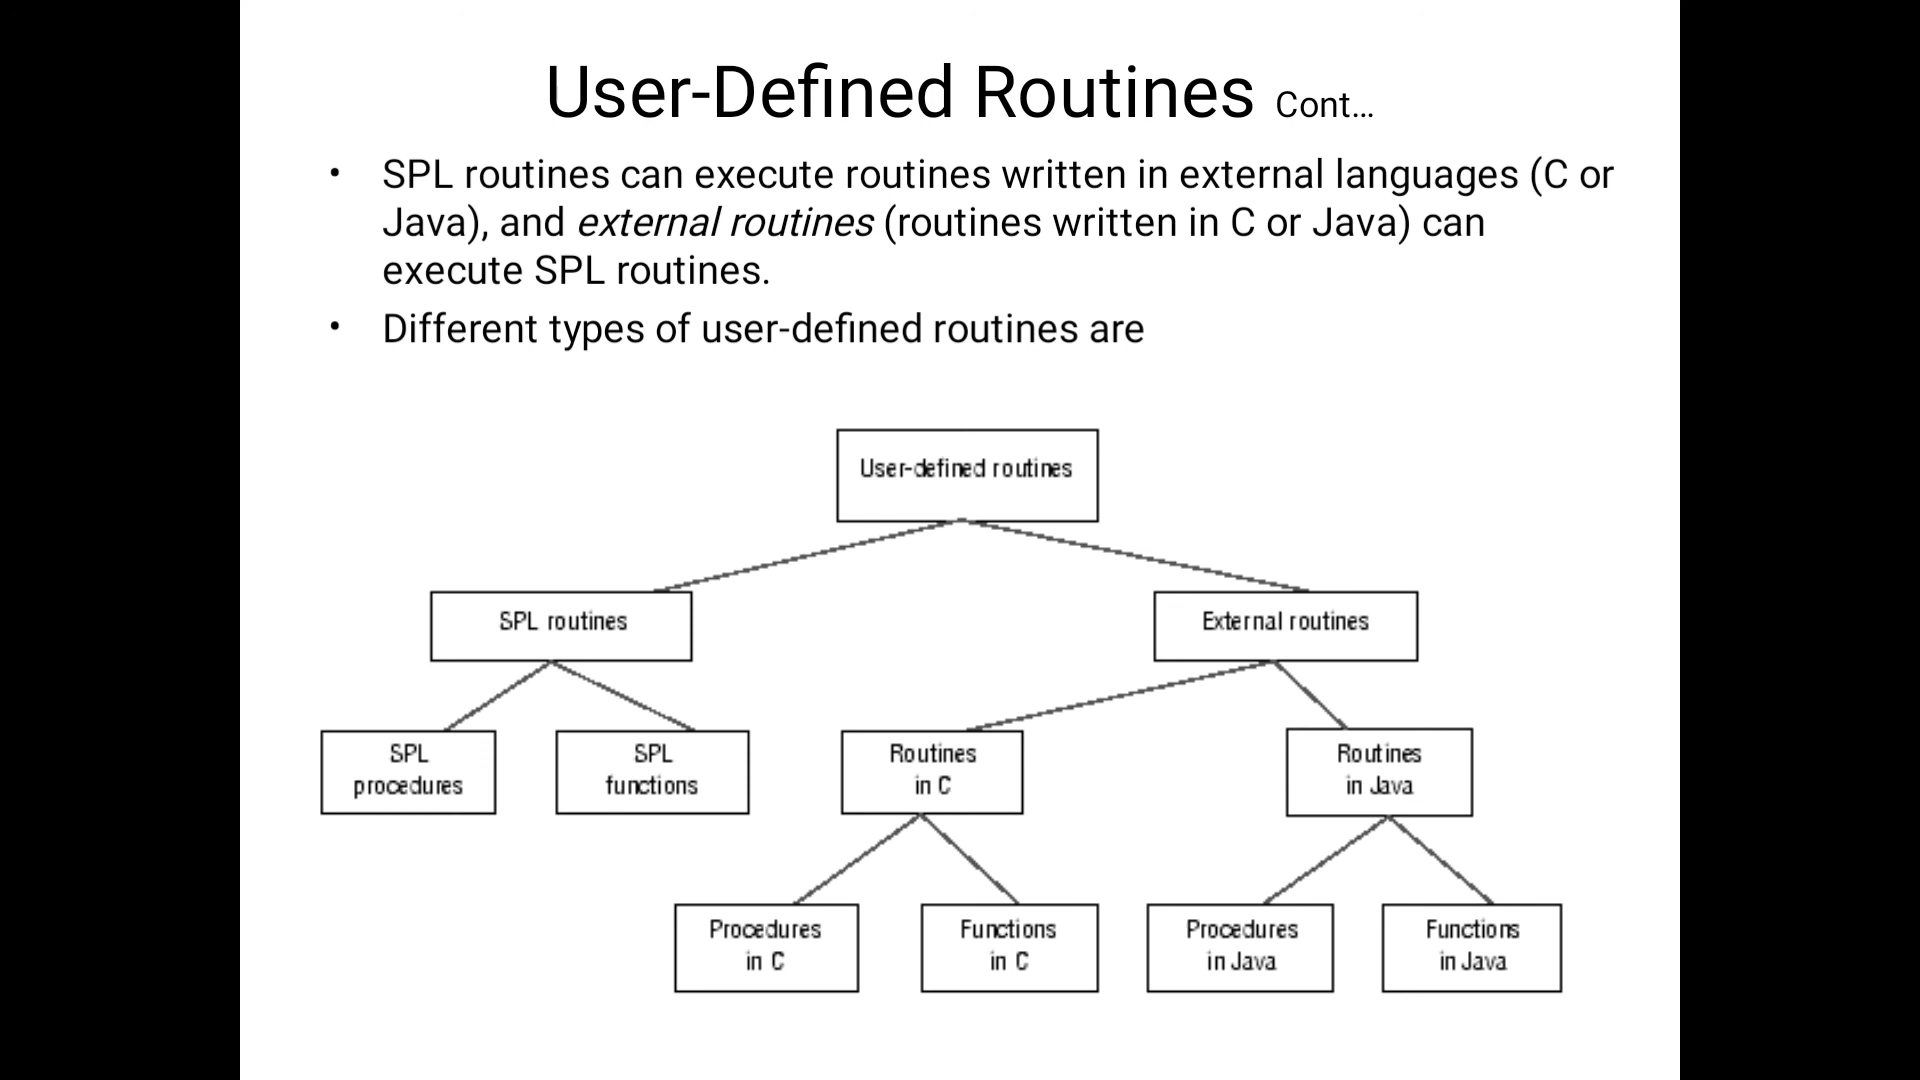 User-Defined Routines Cont...
• SPL routines can execute routines written in external languages (C or
Java), and external routines (routines written in C or Java) can
execute SPL routines.
• Different types of user-defined routines are
User-defined routines
SPL routines
External routines
SPL
procedures
SPL
functions
Routines
in C
Routines
in Java
Procedures
in C
Functions
in C
Procedures
in Java
Functions
in Java